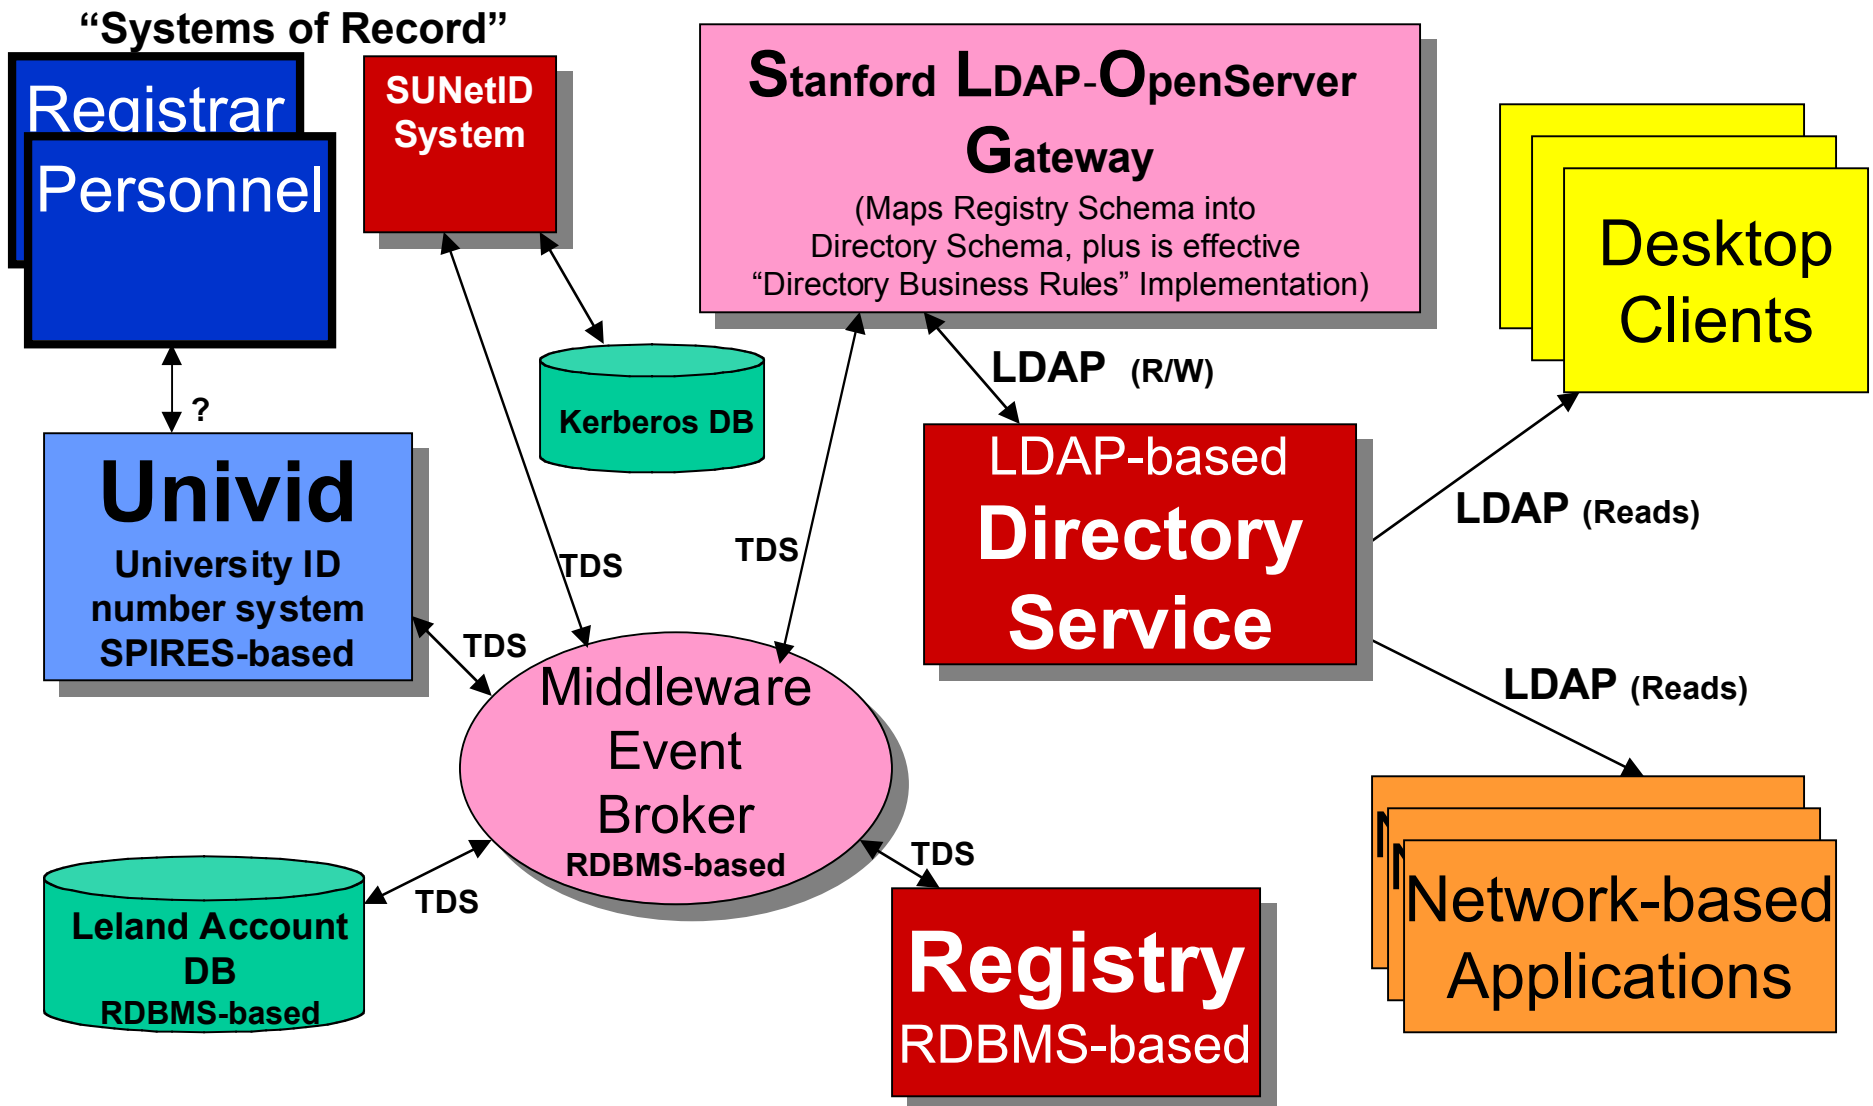 “Systems of Record”
Registrar
Personnel
SUNetID
System
Stanford LDAP-OpenServer
Gateway
(Maps Registry Schema into
Directory Schema, plus is effective
“Directory Business Rules” Implementation)
Desktop
Clients
LDAP (R/W)
?
Kerberos DB
Univid
University ID
number system
SPIRES-based
LDAP-based
Directory
Service
LDAP (Reads)
TDS
TDS
TDS
LDAP (Reads)
Middleware
Event
Broker
RDBMS-based
TDS
TDS
Leland Account
DB
RDBMS-based
Registry
RDBMS-based
N
N
Network-based
Applications